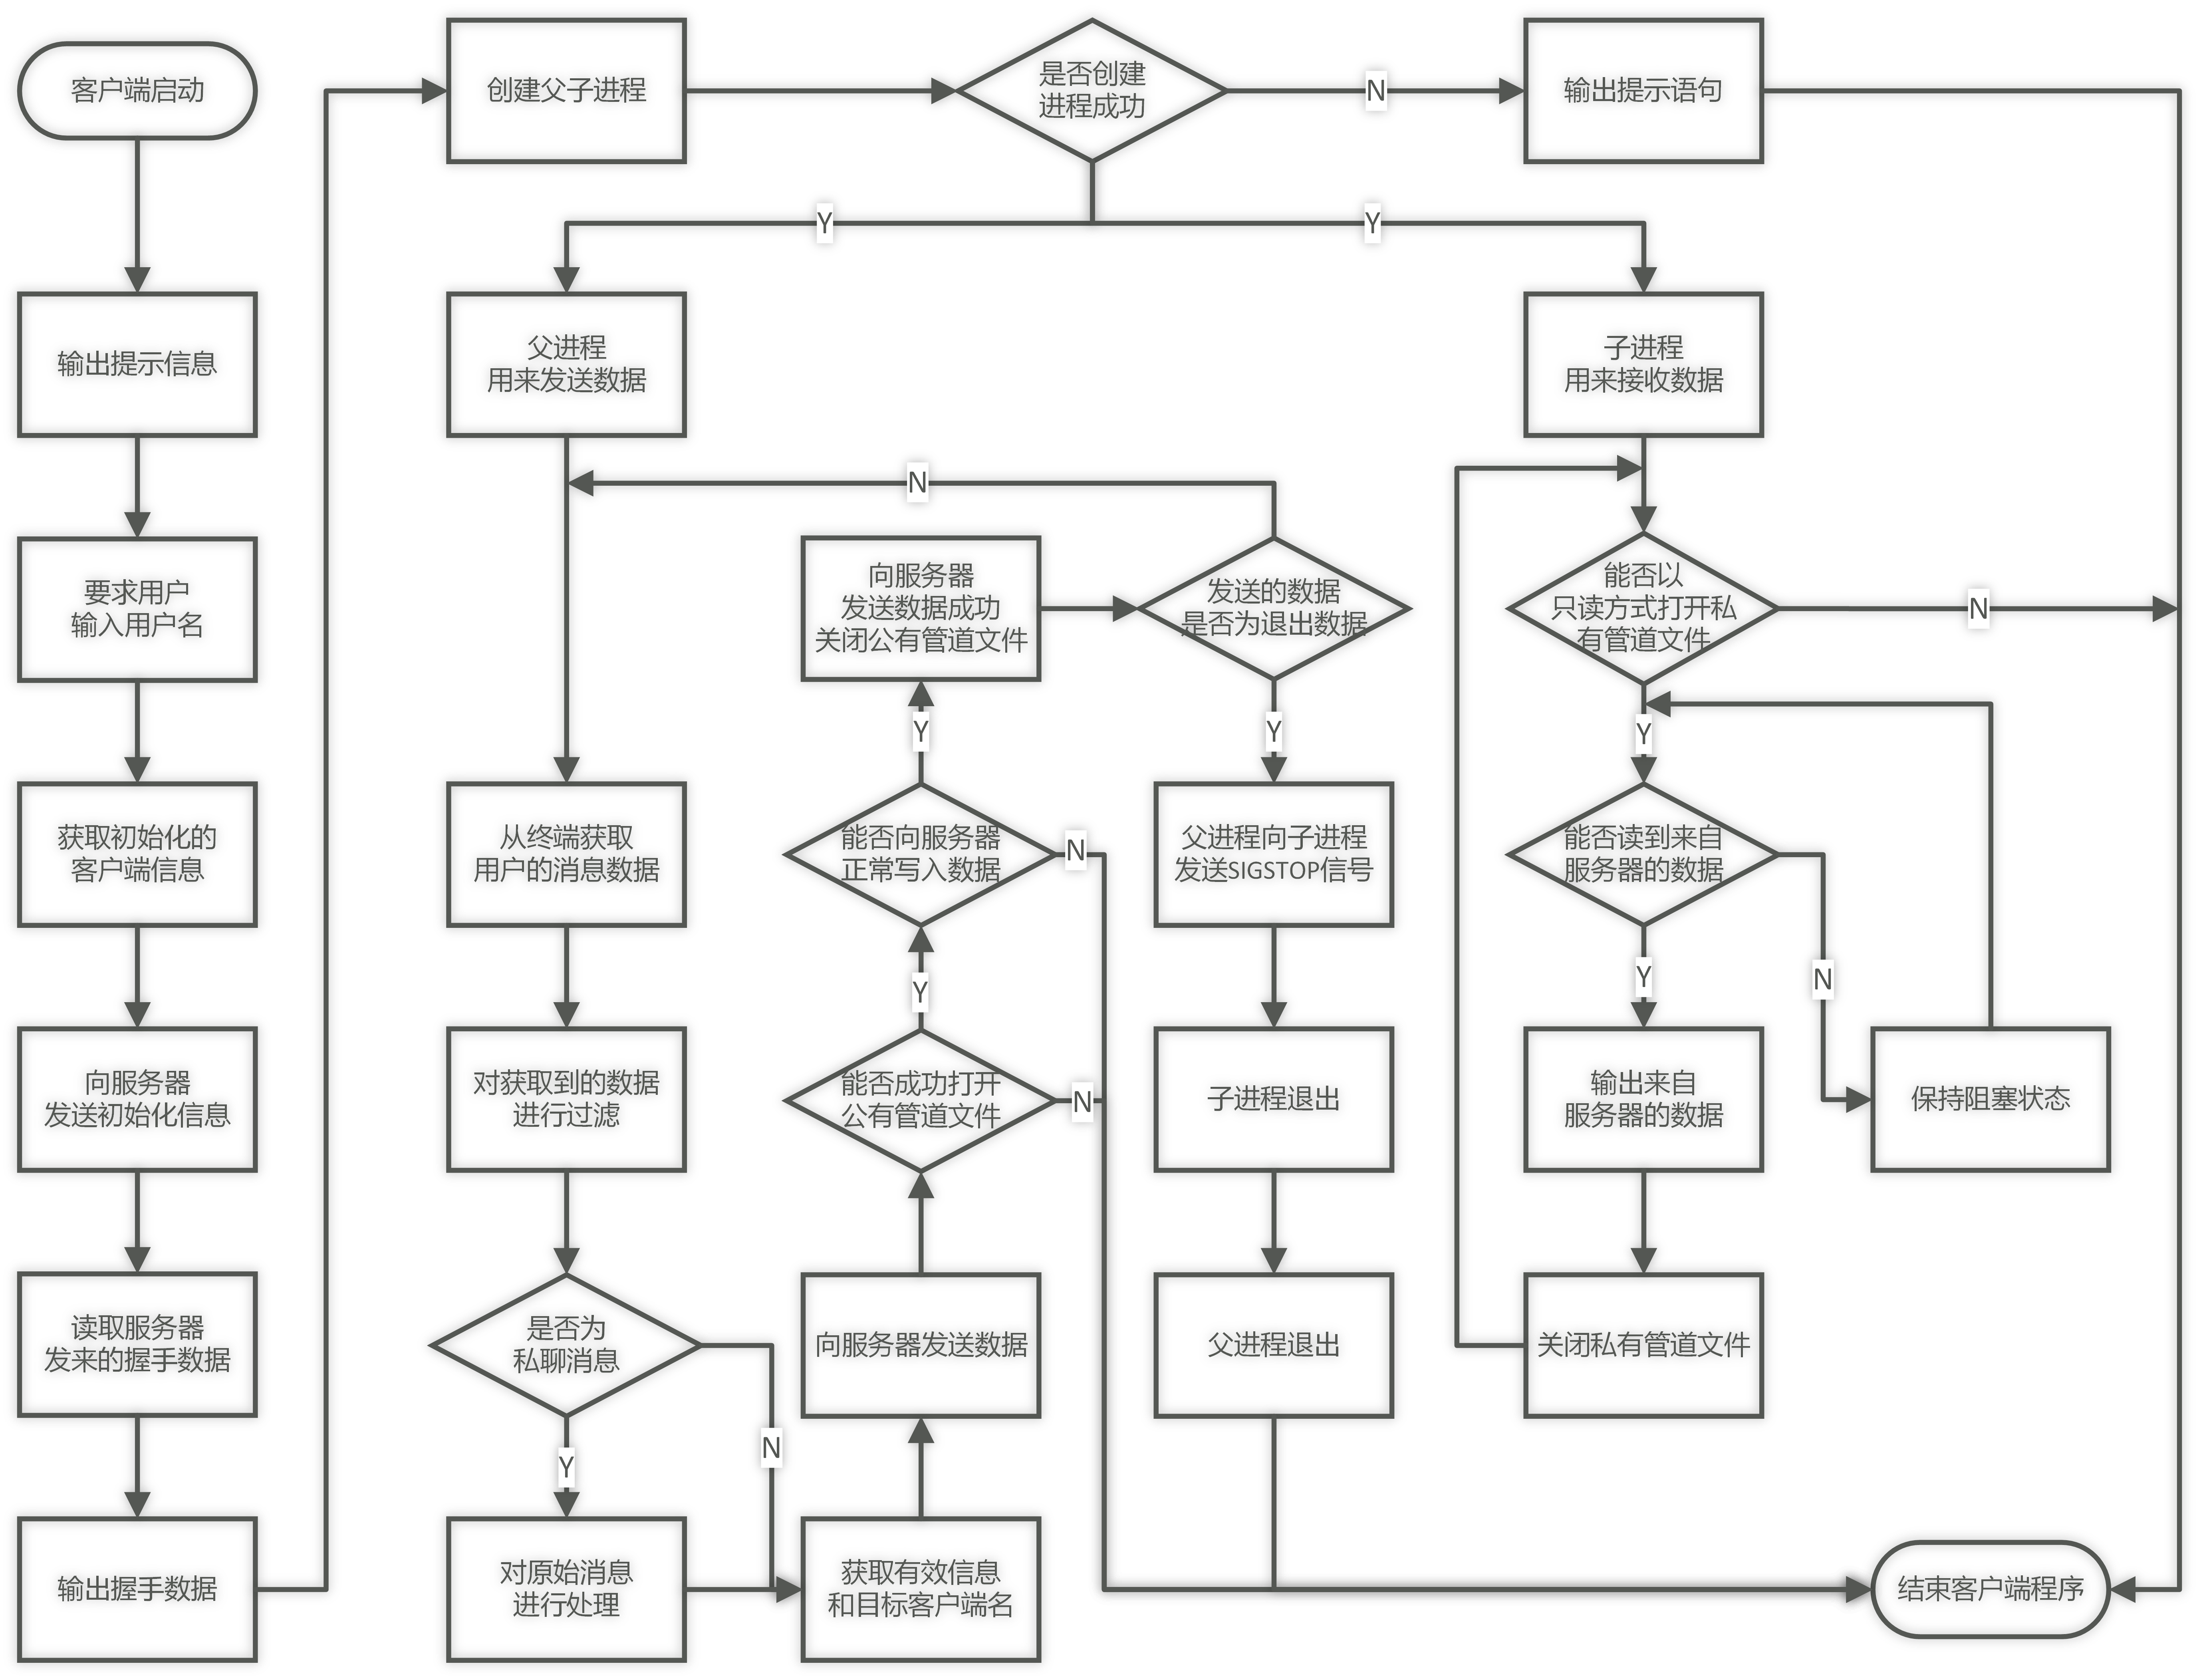 客户端启动
输出提示信息
要求用户
输入用户名
获取初始化的
客户端信息
向服务器
发送初始化信息
读取服务器
发来的握手数据
输出握手数据
创建父子进程
是否创建
进程成功
N
输出提示语句
Y
Y
父进程
用来发送数据
子进程
用来接收数据
从终端获取
用户的消息数据
对获取到的数据
进行过滤
是否为
私聊消息
Y
N
对原始消息
进行处理
获取有效信息
和目标客户端名
向服务器发送数据
能否成功打开
公有管道文件
N
Y
能否向服务器
正常写入数据
N
Y
向服务器
发送数据成功
关闭公有管道文件
发送的数据
是否为退出数据
N
Y
父进程向子进程
发送SIGSTOP信号
子进程退出
父进程退出
能否以
只读方式打开私
有管道文件
N
Y
能否读到来自
服务器的数据
N
Y
保持阻塞状态
输出来自
服务器的数据
关闭私有管道文件
结束客户端程序